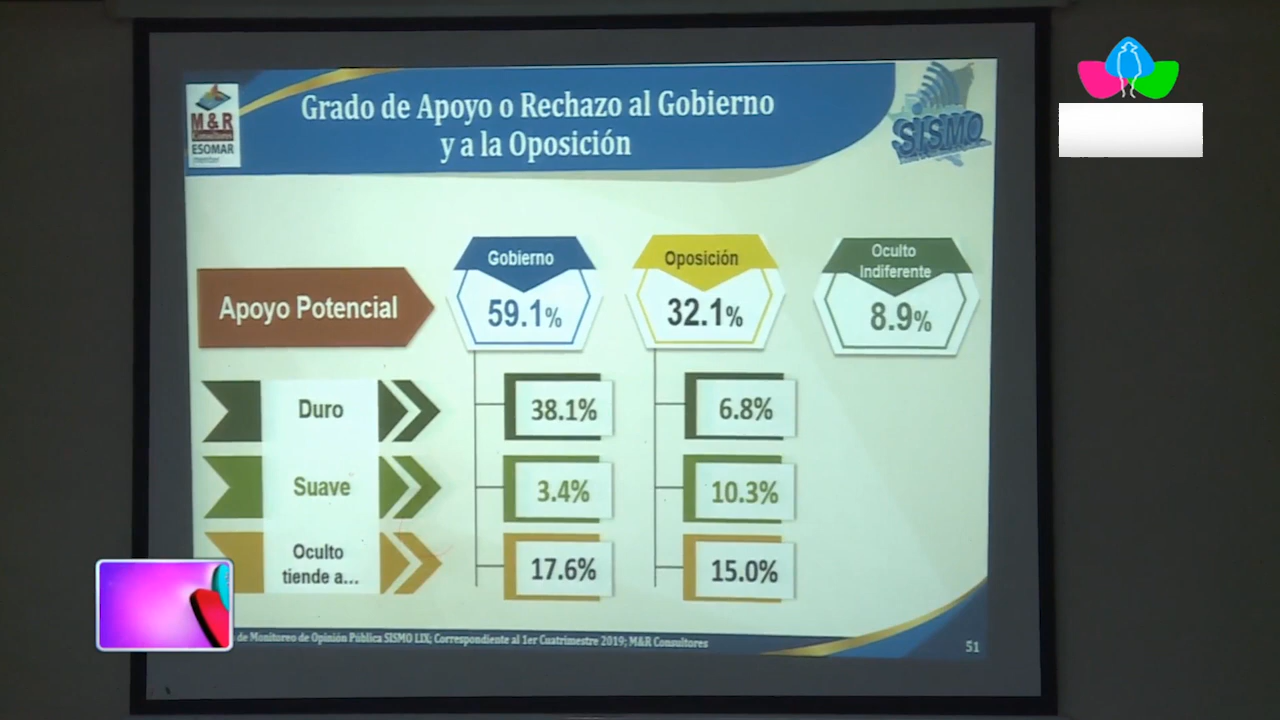 M&R
Consultores
ESOMAR
member
Grado de Apoyo o Rechazo al Gobierno
y a la Oposición
SISMO
Apoyo Potencial
Gobierno
59.1%
Oposición
32.1%
Oculto
Indiferente
8.9%
Duro
38.1%
6.8%
Suave
3.4%
10.3%
Oculto
tiende a...
17.6%
15.0%
de Monitoreo de Opinión Pública SISMO LIX; Correspondiente al 1er Cuatrimestre 2019; M&R Consultores
51